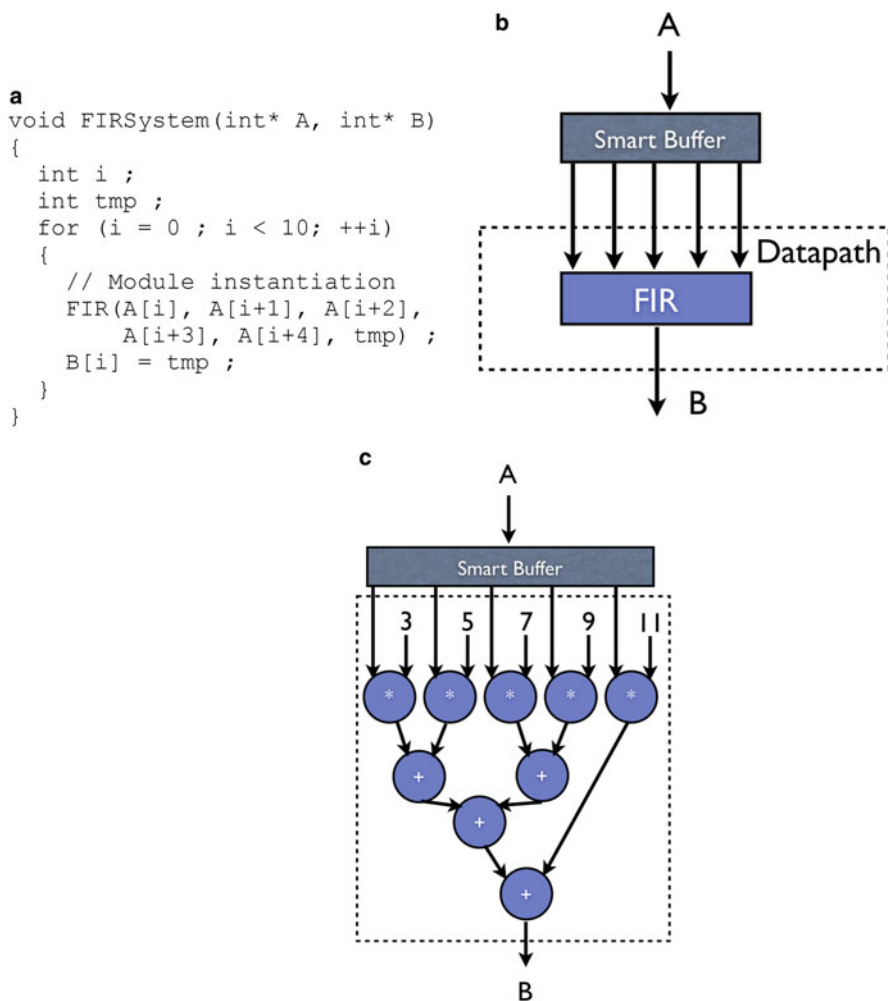 a
void FIRSystem(int* A, int* B)
{
  int i ;
  int tmp ;
  for (i = 0 ; i < 10; ++i)
  {
    // Module instantiation
    FIR(A[i], A[i+1], A[i+2],
        A[i+3], A[i+4], tmp) ;
    B[i] = tmp ;
  }
}
b
A
Smart Buffer
Datapath
FIR
B
c
A
Smart Buffer
3 5 7 9 11
* * * * *
+ +
+
+
B